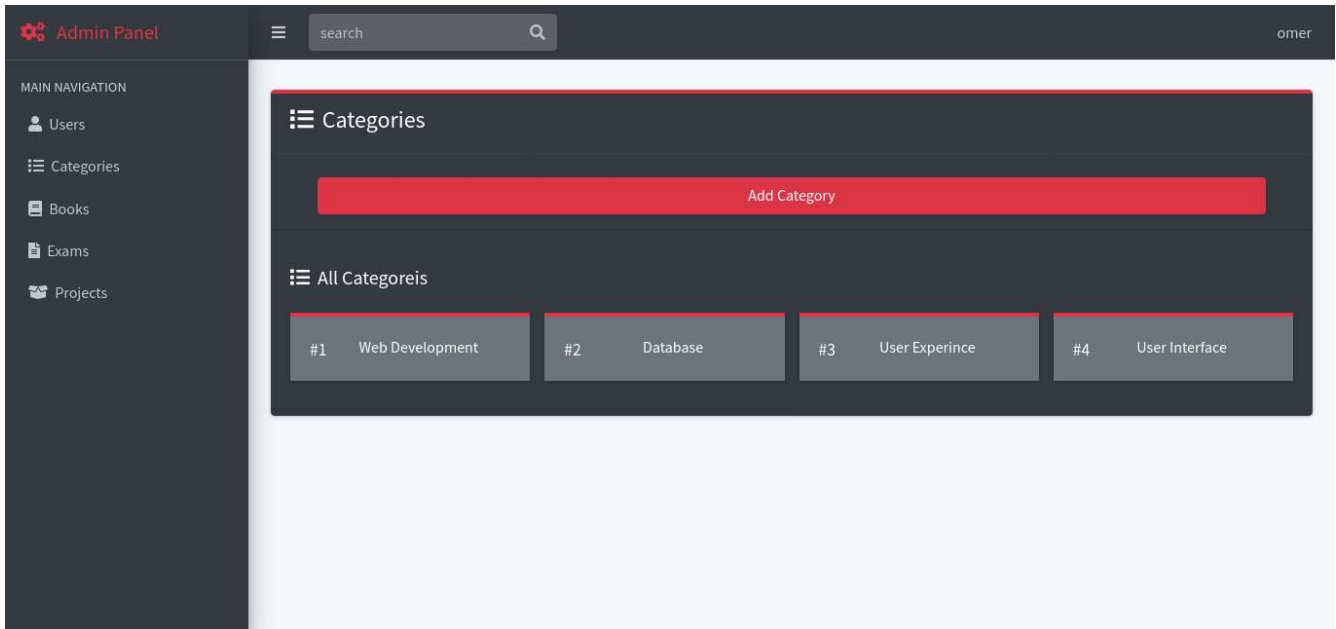 Admin Panel
search
omer
MAIN NAVIGATION
Users
Categories
Books
Exams
Projects
Categories
Add Category
All Categoreis
#1 Web Development
#2 Database
#3 User Experince
#4 User Interface